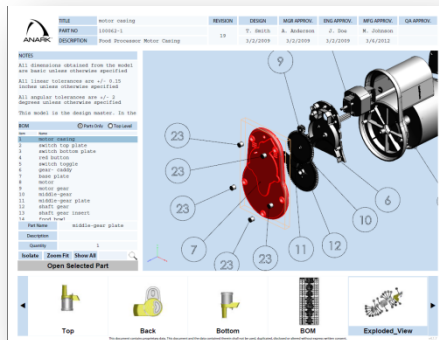 TITLE motor casing REVISION DESIGN MGR APPROV. ENG APPROV. MFG APPROV. QA APPROV.
ANARK PART NO 100662-1 19 T. Smith A. Anderson J. Doe M. Johnson
DESCRIPTION Food Processor Motor Casing 3/2/2009 3/2/2009 3/2/2009 3/6/2012
NOTES
All dimensions obtained from the model
are basic unless otherwise specified
All linear tolerances are +/- 0.15
inches unless otherwise specified
All angular tolerances are +/- 3
degrees unless otherwise specified
This model is the design master. In the
BOM Parts Only Top Level
1 motor casing
2 switch top plate
3 switch bottom plate
4 red button
5 switch toggle
6 gear- caddy
7 base plate
8 motor
9 motor gear
10 middle-gear
11 middle-gear plate
12 shaft gear
13 shaft gear insert
14 food bowl
Part Name middle-gear plate
Description
Quantity 1
Isolate Zoom Fit Show All
Open Selected Part
9
23
23
23
7
23
23
11
12
10
6
Top
Back
Bottom
BOM
Exploded_View